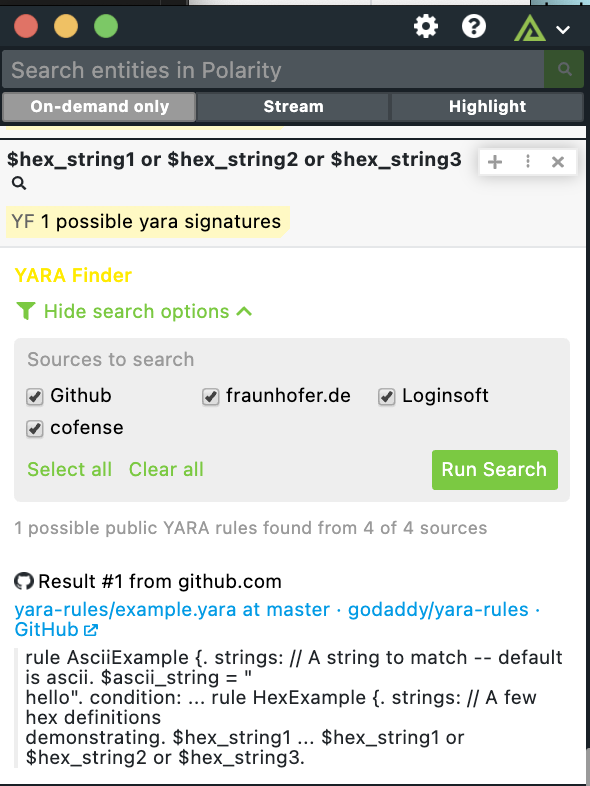 Search entities in Polarity
On-demand only Stream Highlight
$hex_string1 or $hex_string2 or $hex_string3
YF 1 possible yara signatures
YARA Finder
Hide search options
Sources to search
Github fraunhofer.de Loginsoft
cofense
Select all Clear all Run Search
1 possible public YARA rules found from 4 of 4 sources
Result #1 from github.com
yara-rules/example.yara at master · godaddy/yara-rules ·
GitHub
rule AsciiExample {. strings: // A string to match -- default
is ascii. $ascii_string = "
hello". condition: ... rule HexExample {. strings: // A few
hex definitions
demonstrating. $hex_string1 ... $hex_string1 or
$hex_string2 or $hex_string3.